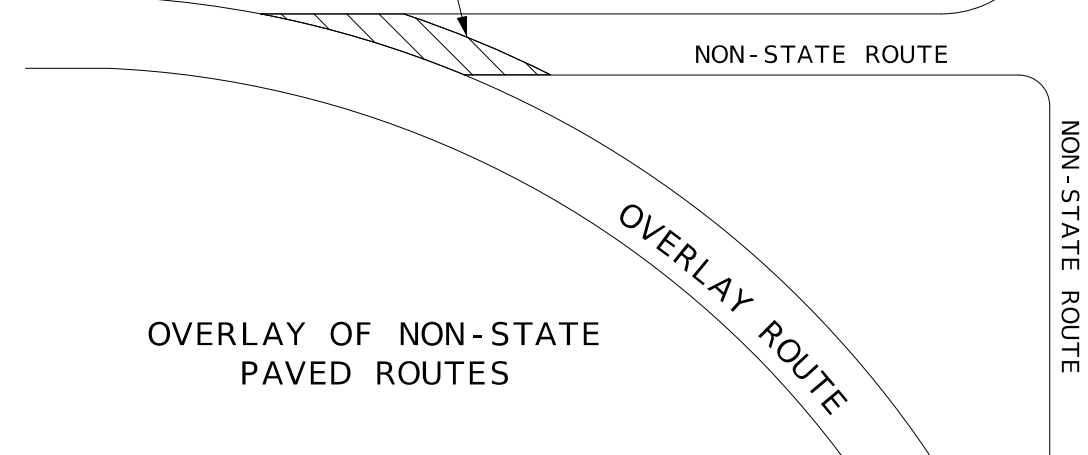 NON-STATE ROUTE
NON-STATE ROUTE
OVERLAY ROUTE
OVERLAY OF NON-STATE
PAVED ROUTES